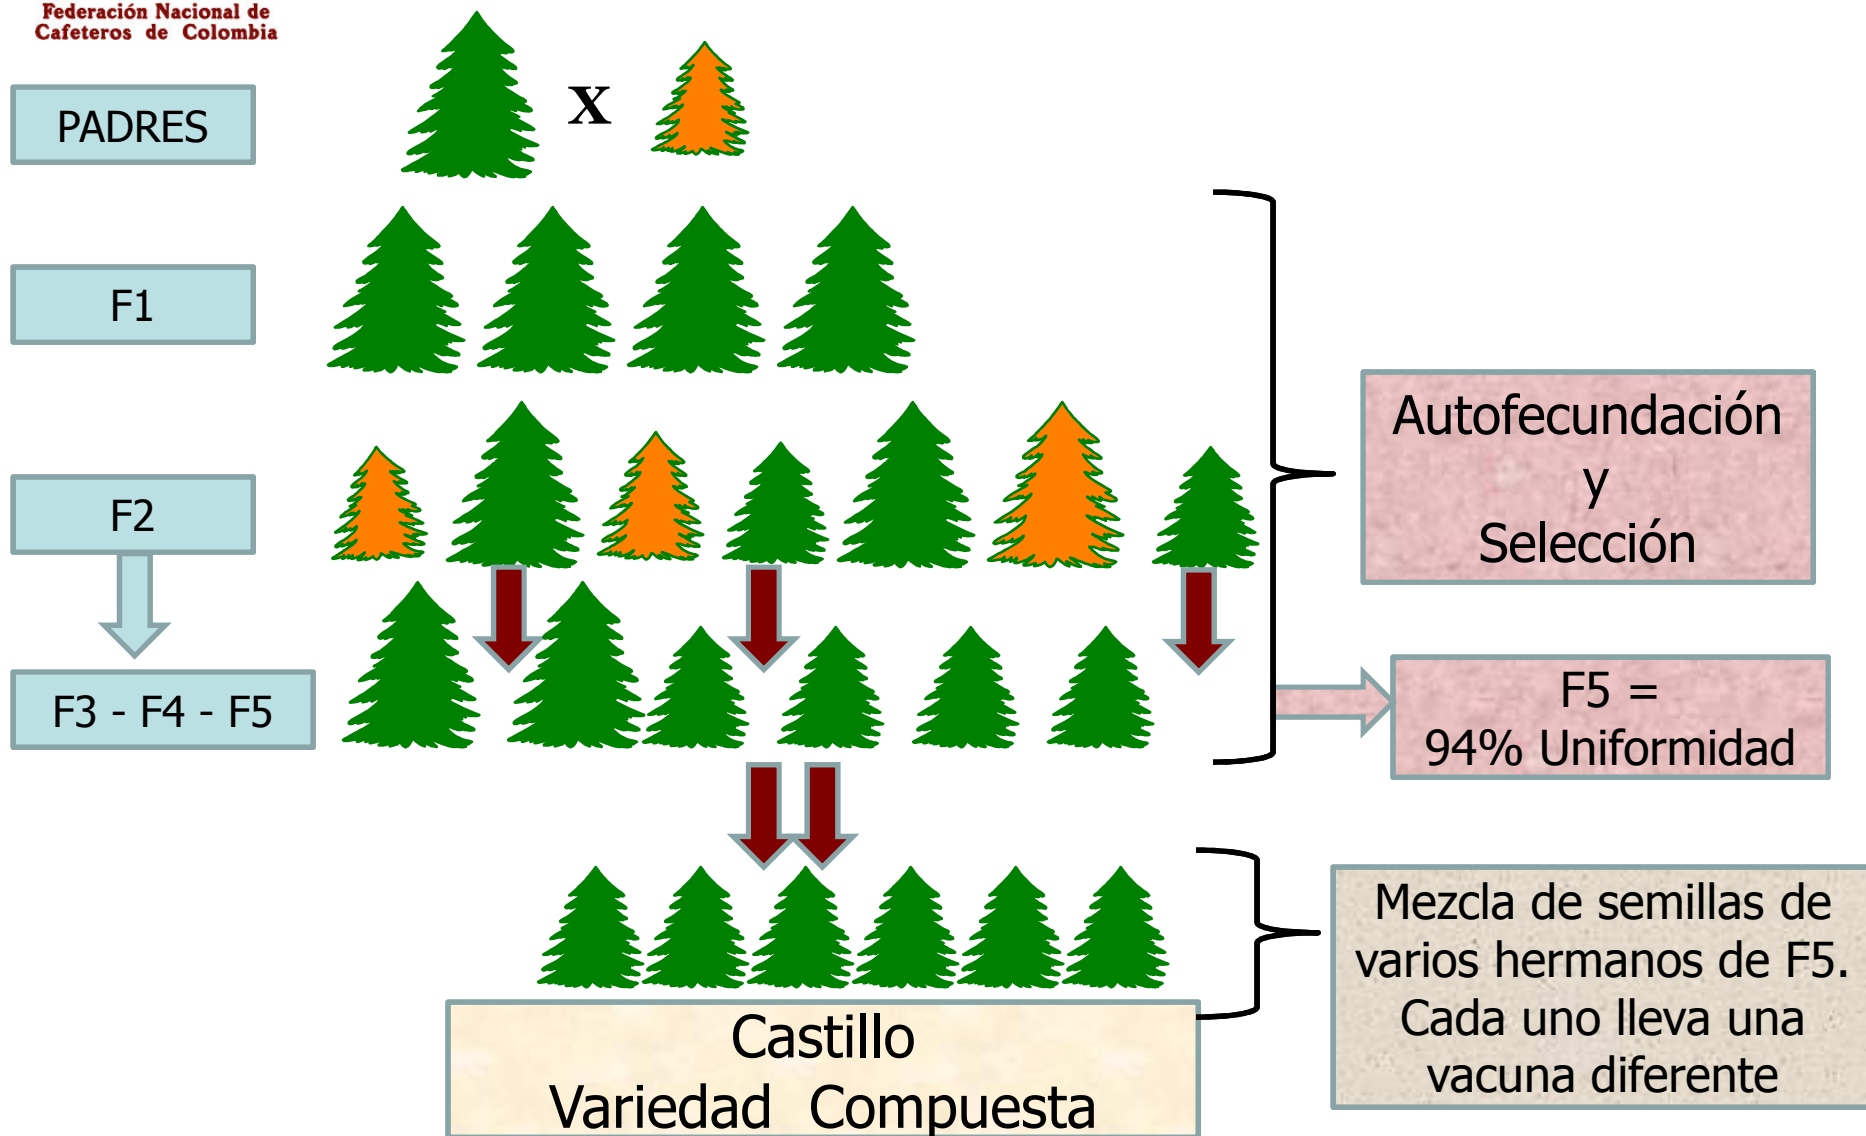 Federación Nacional de
Cafeteros de Colombia
PADRES
X
F1
F2
Autofecundación
y
Selección
F3 - F4 - F5
F5 =
94% Uniformidad
Mezcla de semillas de
varios hermanos de F5.
Cada uno lleva una
vacuna diferente
Castillo
Variedad Compuesta